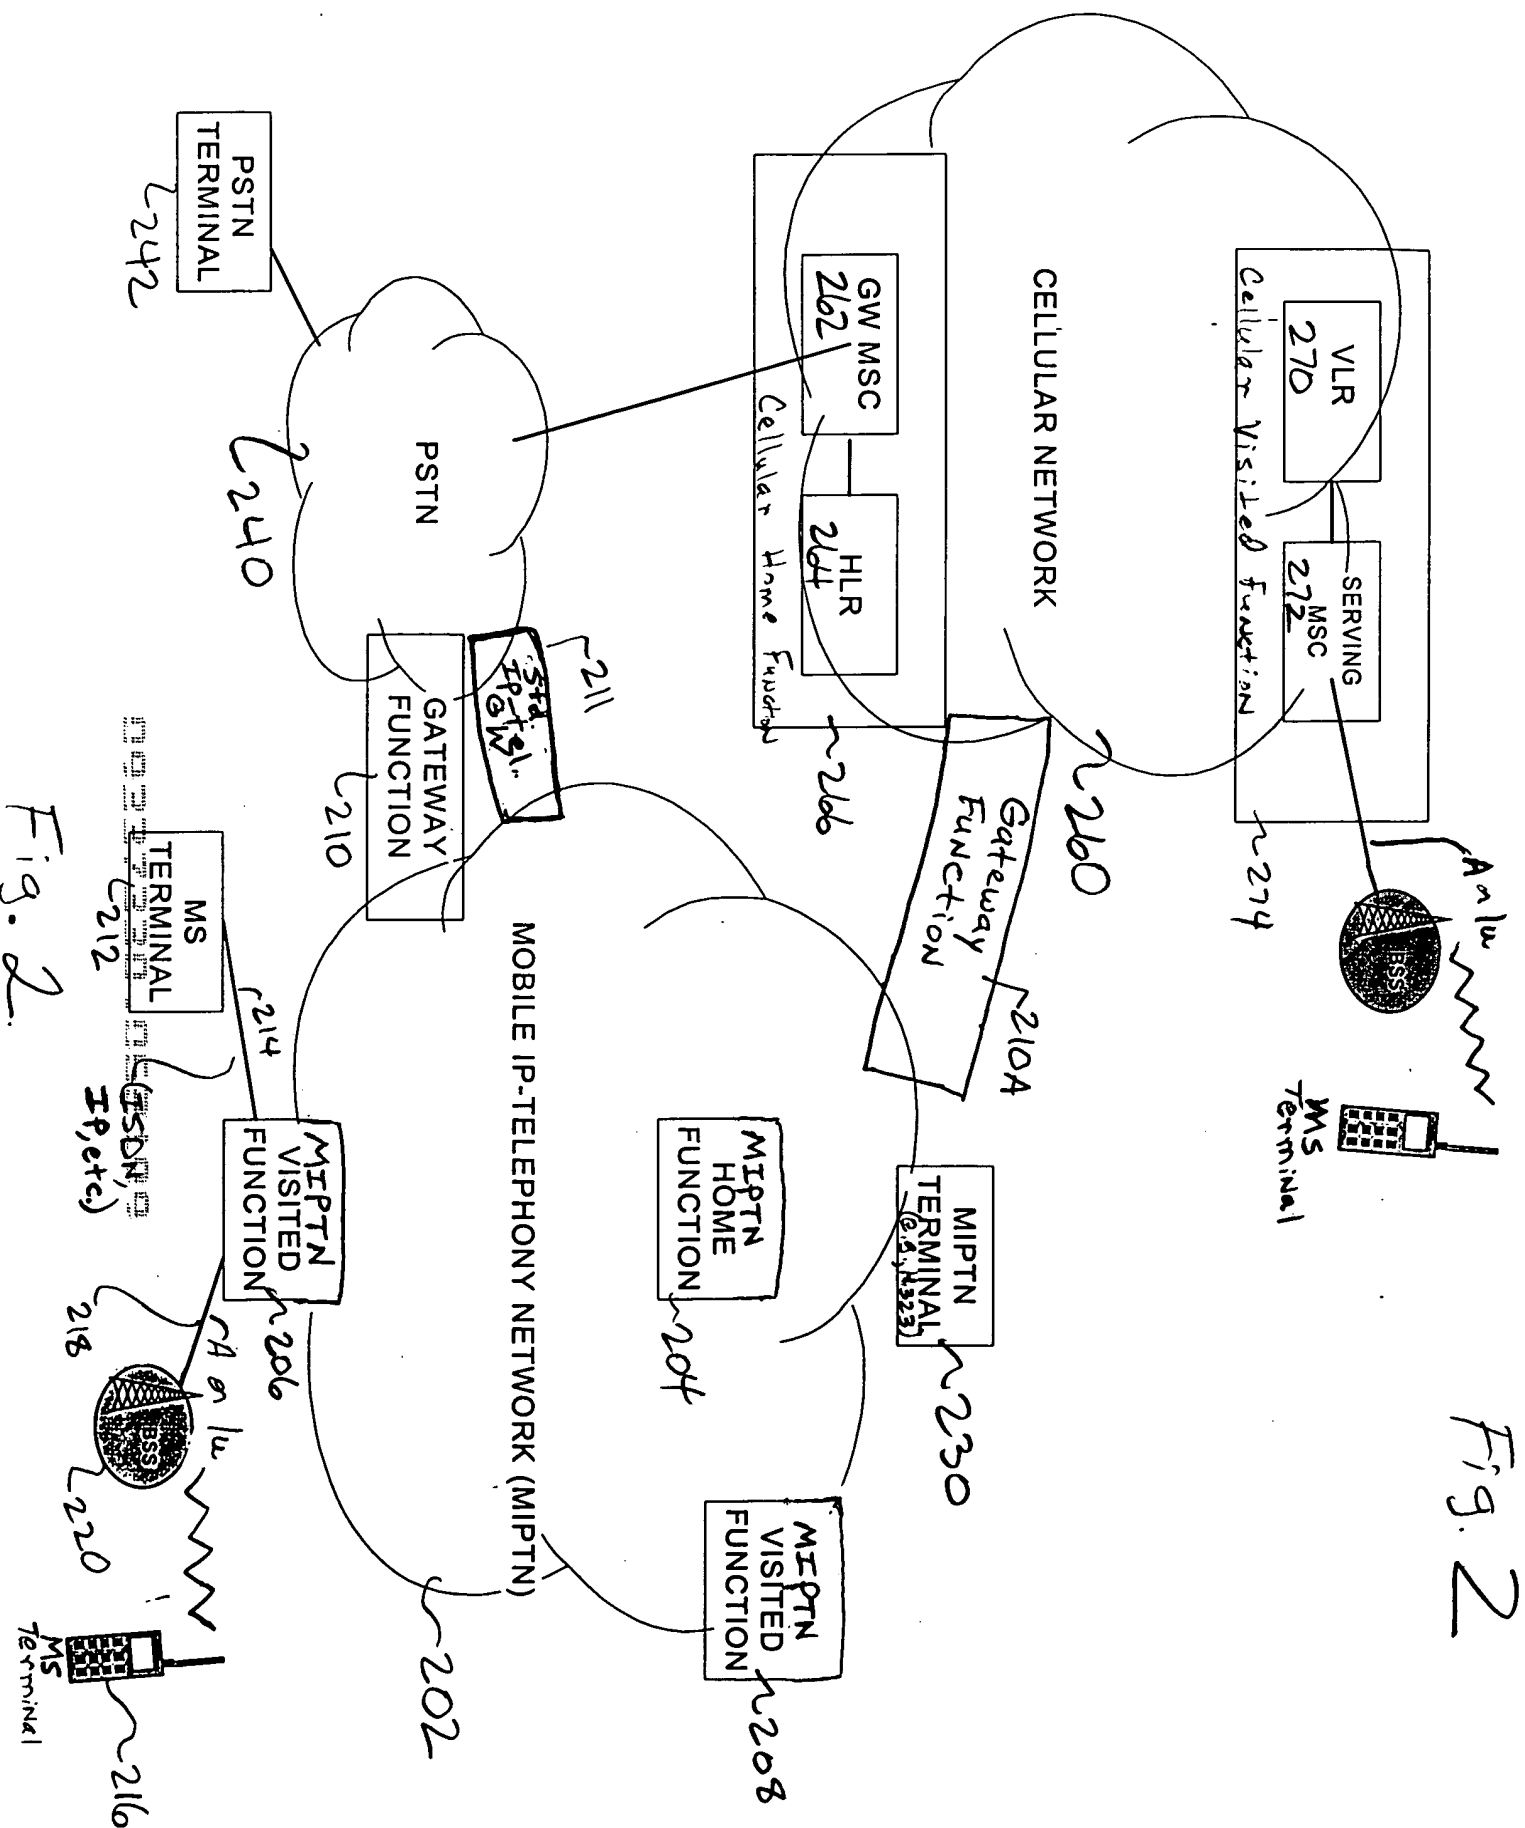 Fig. 2
VLR
270
SERVING
MSC
272
Cellular Visited Function
274
A or Iu
BSS
MS
Terminal
CELLULAR NETWORK
260
GW MSC
262
HLR
264
Cellular Home Function
266
Gateway
Function
210A
MIPTN
TERMINAL
(e.g., H323)
230
MIPTN
HOME
FUNCTION
204
MIPTN
VISITED
FUNCTION
208
MOBILE IP-TELEPHONY NETWORK (MIPTN)
202
PSTN
240
PSTN
TERMINAL
242
Std
IP-tel.
GW
211
GATEWAY
FUNCTION
210
MS
TERMINAL
212
214
(ISDN,
IP, etc.)
MIPTN
VISITED
FUNCTION
206
A or Iu
218
BSS
220
MS
Terminal
216
Fig. 2.